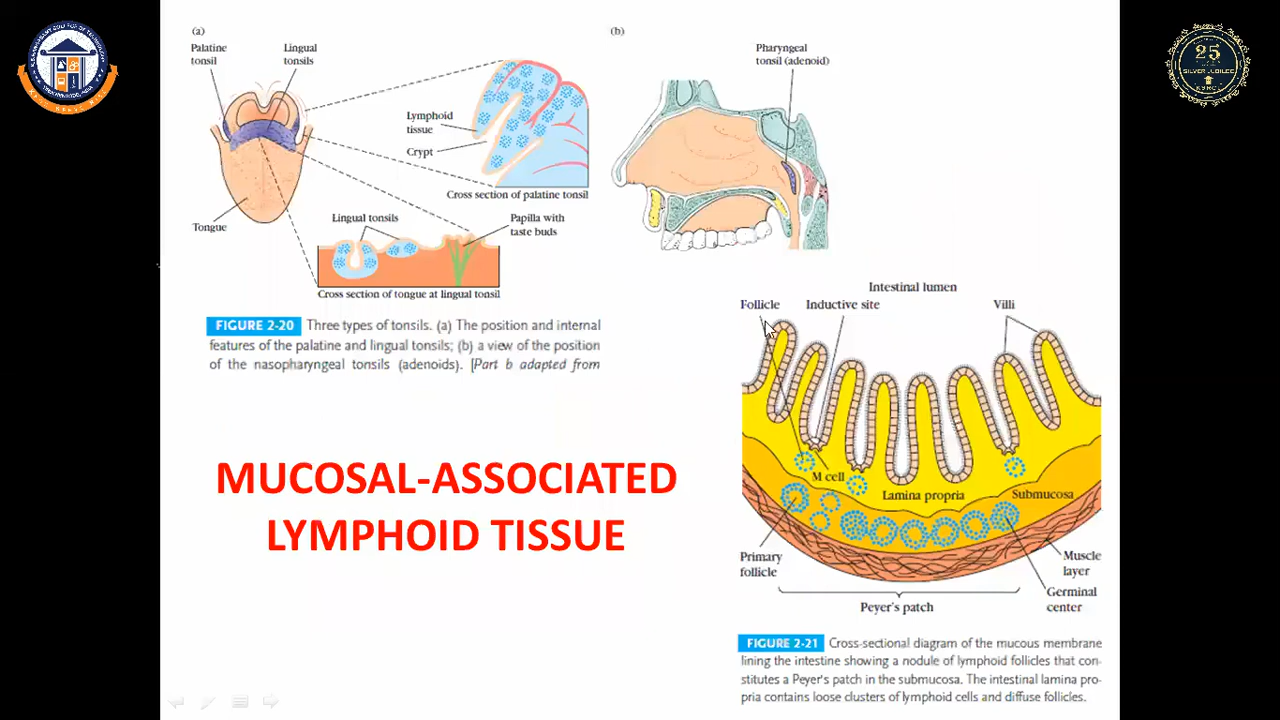 (a)
Palatine
tonsil
Lingual
tonsils
Lymphoid
tissue
Crypt
Cross section of palatine tonsil
Tongue
Lingual tonsils
Papilla with
taste buds
Cross section of tongue at lingual tonsil
(b)
Pharyngeal
tonsil (adenoid)
FIGURE 2-20 Three types of tonsils. (a) The position and internal
features of the palatine and lingual tonsils; (b) a view of the position
of the nasopharyngeal tonsils (adenoids). [Part b adapted from
MUCOSAL-ASSOCIATED
LYMPHOID TISSUE
Intestinal lumen
Follicle
Inductive site
Villi
M cell
Lamina propria
Submucosa
Primary
follicle
Muscle
layer
Germinal
center
Peyer's patch
FIGURE 2-21 Cross-sectional diagram of the mucous membrane
lining the intestine showing a nodule of lymphoid follicles that con-
stitutes a Peyer's patch in the submucosa. The intestinal lamina pro-
pria contains loose clusters of lymphoid cells and diffuse follicles.
25
SILVER JUBILEE